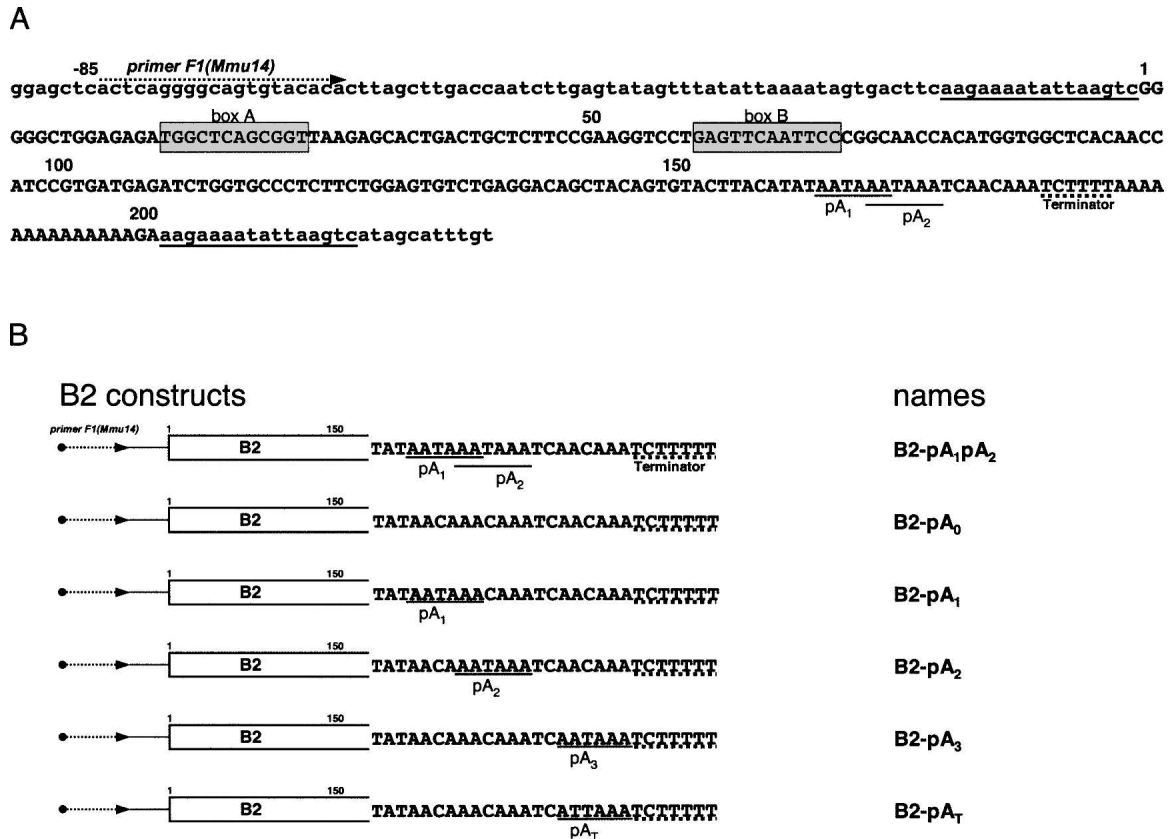 A
-85 primer F1(Mmu14) 1
ggagctcactcaggggcagtgtacacacttagcttgaccaatcttgagtatagtttatattaaaatagtgacttcaagaaaatattaagtcGG
box A 50 box B
GGGCTGGAGAGATGGCTCAGCGGTTAAGAGCACTGACTGCTCTTCCGAAGGTCCTGAGTTCAATTCCCGGCAACCACATGGTGGCTCACAACC
100 150
ATCCGTGATGAGATCTGGTGCCCTCTTCTGGAGTGTCTGAGGACAGCTACAGTGTACTTACATATAATAAATAAATCAACAAATCTTTTAAAA
pA1 pA2 Terminator
200
AAAAAAAAAAGAaagaaaatattaagtcatagcatttgt
B
B2 constructs names
primer F1(Mmu14) 1 150
B2 TATAATAAATAAATCAACAAATCTTTTT B2-pA1pA2
pA1 pA2 Terminator
1 150
B2 TATAACAAACAAATCAACAAATCTTTTT B2-pA0
1 150
B2 TATAATAAACAAATCAACAAATCTTTTT B2-pA1
pA1
1 150
B2 TATAACAAATAAATCAACAAATCTTTTT B2-pA2
pA2
1 150
B2 TATAACAAACAAATCAATAAATCTTTTT B2-pA3
pA3
1 150
B2 TATAACAAACAAATCATTAAATCTTTTT B2-pAT
pAT